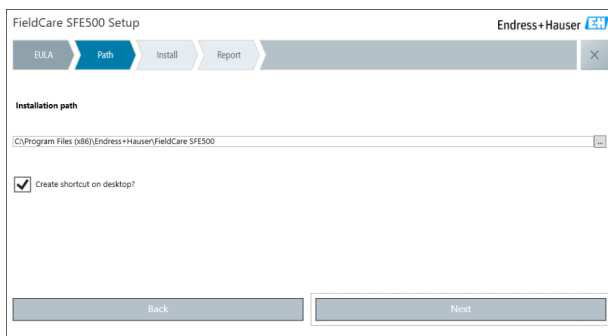 FieldCare SFE500 Setup
Endress+Hauser EH
EULA Path Install Report
Installation path
C:\Program Files (x86)\Endress+Hauser\FieldCare SFE500
...
Create shortcut on desktop?
Back Next